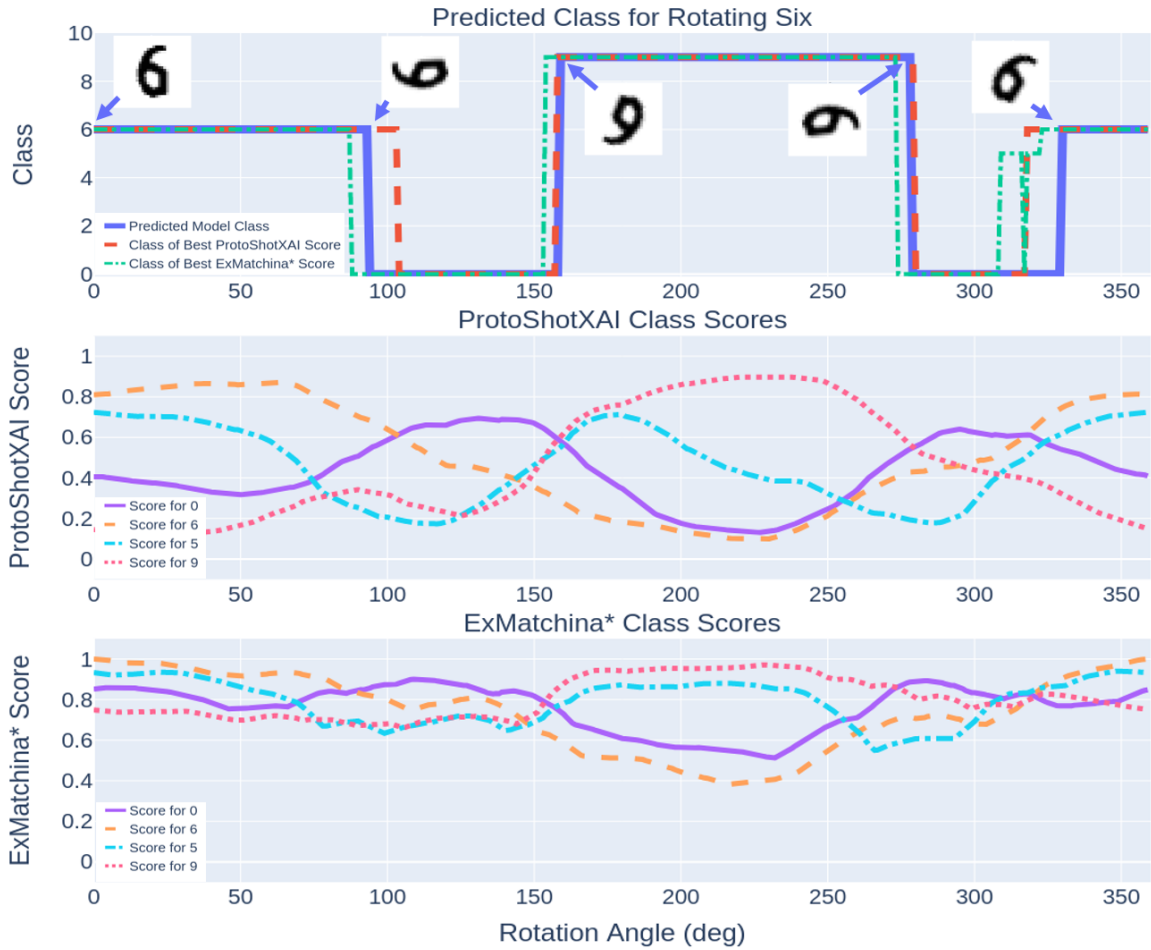 Predicted Class for Rotating Six
Class
10
8
6
4
2
0
Predicted Model Class
Class of Best ProtoShotXAI Score
Class of Best ExMatchina* Score
0 50 100 150 200 250 300 350
ProtoShotXAI Class Scores
ProtoShotXAI Score
1
0.8
0.6
0.4
0.2
0
Score for 0
Score for 6
Score for 5
Score for 9
0 50 100 150 200 250 300 350
ExMatchina* Class Scores
ExMatchina* Score
1
0.8
0.6
0.4
0.2
0
Score for 0
Score for 6
Score for 5
Score for 9
0 50 100 150 200 250 300 350
Rotation Angle (deg)